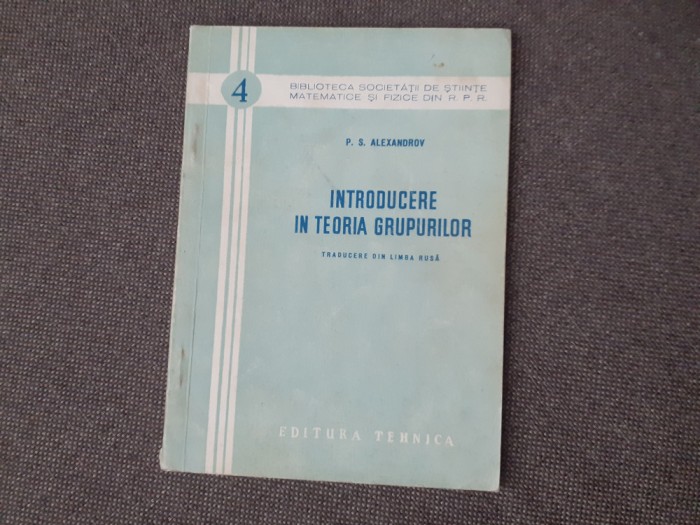 4
BIBLIOTECA SOCIETĂȚII DE ȘTIINȚE
MATEMATICE ȘI FIZICE DIN R. P. R.
P. S. ALEXANDROV
INTRODUCERE
IN TEORIA GRUPURILOR
TRADUCERE DIN LIMBA RUSĂ
EDITURA TEHNICA